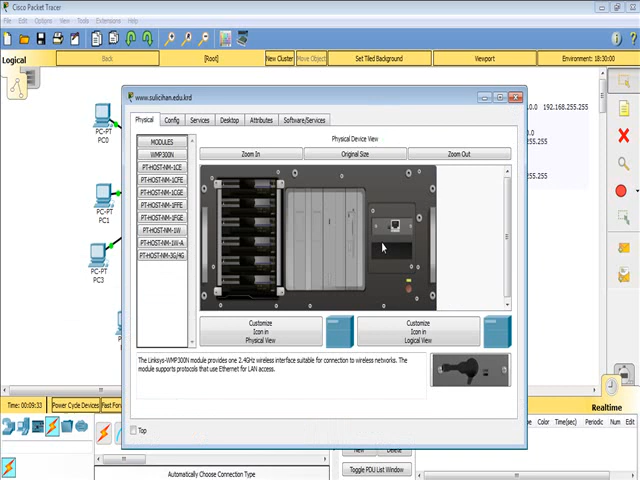 Cisco Packet Tracer
File Edit Options View Tools Extensions Help
Logical Back [Root] New Cluster Move Object Set Tiled Background Viewport Environment: 18:30:00
www.sulicihan.edu.krd
Physical Config Services Desktop Attributes Software/Services
MODULES
WMP300N
PT-HOST-NM-1CE
PT-HOST-NM-1CFE
PT-HOST-NM-1CGE
PT-HOST-NM-1FFE
PT-HOST-NM-1FGE
PT-HOST-NM-1W
PT-HOST-NM-1W-A
PT-HOST-NM-3G/4G
Physical Device View
Zoom In Original Size Zoom Out
Customize
Icon in
Physical View
Customize
Icon in
Logical View
The Linksys-WMP300N module provides one 2.4GHz wireless interface suitable for connection to wireless networks. The
module supports protocols that use Ethernet for LAN access.
Top
PC-PT
PC0
PC-PT
PC1
PC-PT
PC3
192.168.255.255
Time: 00:09:33 Power Cycle Devices Fast For
Realtime
Color Time(sec) Periodic Num Edit
New Delete
Toggle PDU List Window
Automatically Choose Connection Type